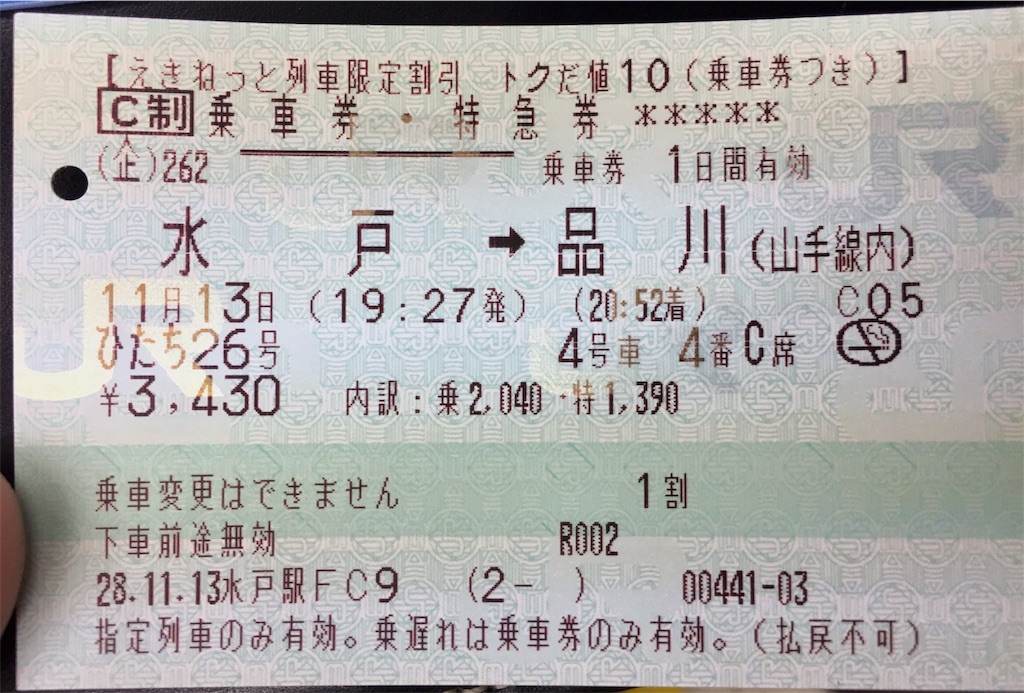 【えきねっと列車限定割引 トクだ値10(乗車券つき)】
C制 乗車券・特急券 *****
(企)262 乗車券 1日間有効
水戸 → 品川(山手線内)
11月13日 (19:27発) (20:52着) C05
ひたち26号 4号車 4番C席
¥3,430 内訳:乗2,040・特1,390
乗車変更はできません 1割
下車前途無効 R002
28.11.13水戸駅FC9 (2- ) 00441-03
指定列車のみ有効。乗遅れは乗車券のみ有効。(払戻不可)
JR
JR